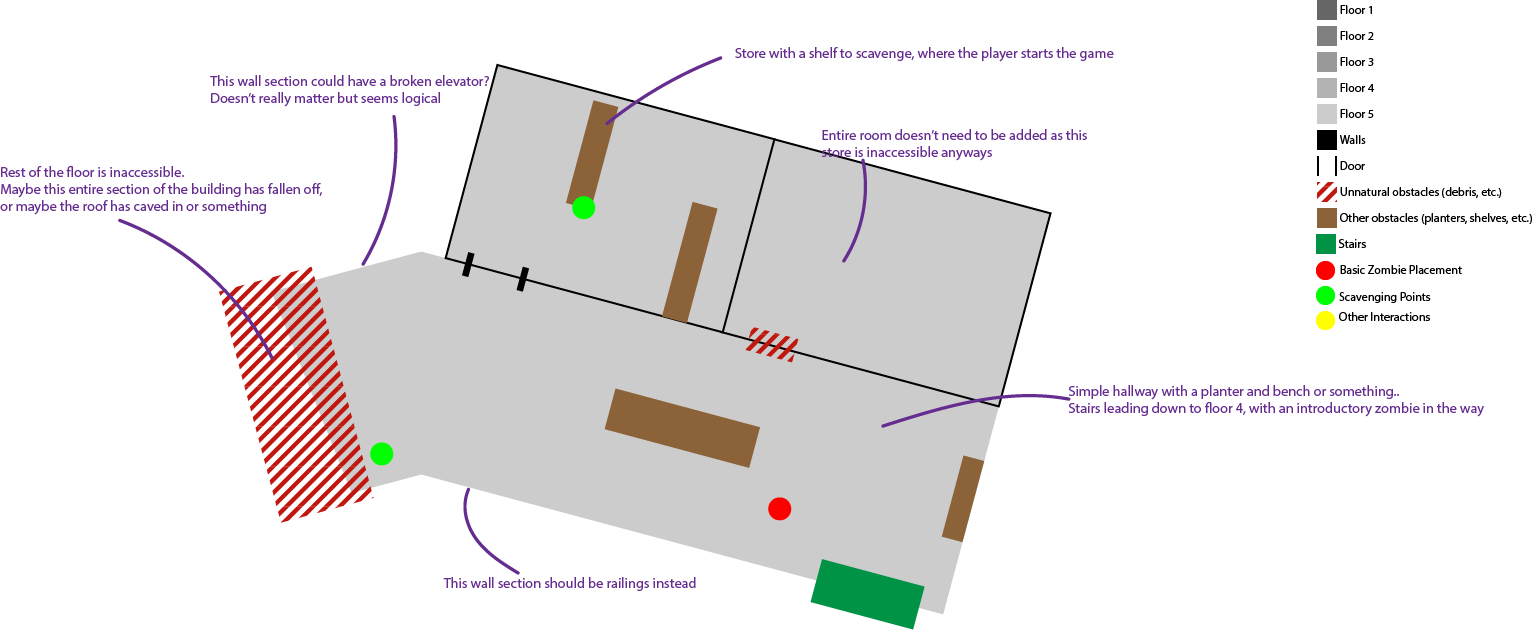 Store with a shelf to scavenge, where the player starts the game
This wall section could have a broken elevator?
Doesn't really matter but seems logical
Entire room doesn't need to be added as this
store is inaccessible anyways
Rest of the floor is inaccessible.
Maybe this entire section of the building has fallen off,
or maybe the roof has caved in or something
Simple hallway with a planter and bench or something..
Stairs leading down to floor 4, with an introductory zombie in the way
This wall section should be railings instead
Floor 1
Floor 2
Floor 3
Floor 4
Floor 5
Walls
Door
Unnatural obstacles (debris, etc.)
Other obstacles (planters, shelves, etc.)
Stairs
Basic Zombie Placement
Scavenging Points
Other Interactions